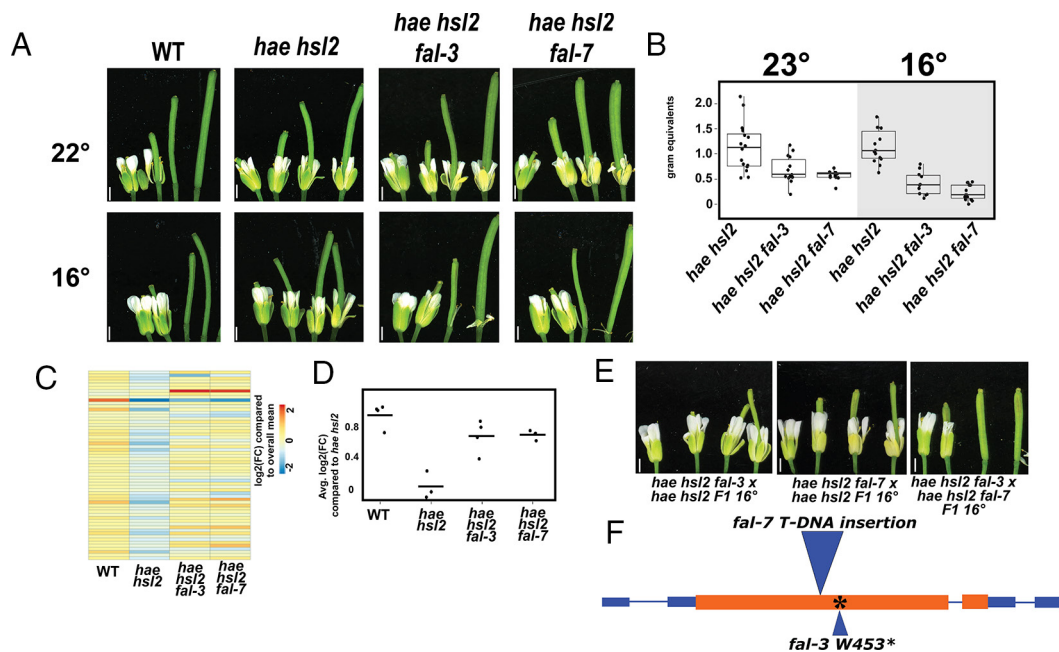 A
WT
hae hsl2
hae hsl2
fal-3
hae hsl2
fal-7
22°
16°
B
23°
16°
gram equivalents
2.0
1.5
1.0
0.5
0
hae hsl2
hae hsl2 fal-3
hae hsl2 fal-7
hae hsl2
hae hsl2 fal-3
hae hsl2 fal-7
C
WT
hae
hsl2
hae
hsl2
fal-3
hae
hsl2
fal-7
2
0
-2
log2(FC) compared
to overall mean
D
Avg. log2(FC)
compared to hae hsl2
0.8
0.4
0
WT
hae
hsl2
hae
hsl2
fal-3
hae
hsl2
fal-7
E
hae hsl2 fal-3 x
hae hsl2 F1 16°
hae hsl2 fal-7 x
hae hsl2 F1 16°
hae hsl2 fal-3 x
hae hsl2 fal-7
F1 16°
F
fal-7 T-DNA insertion
*
fal-3 W453*